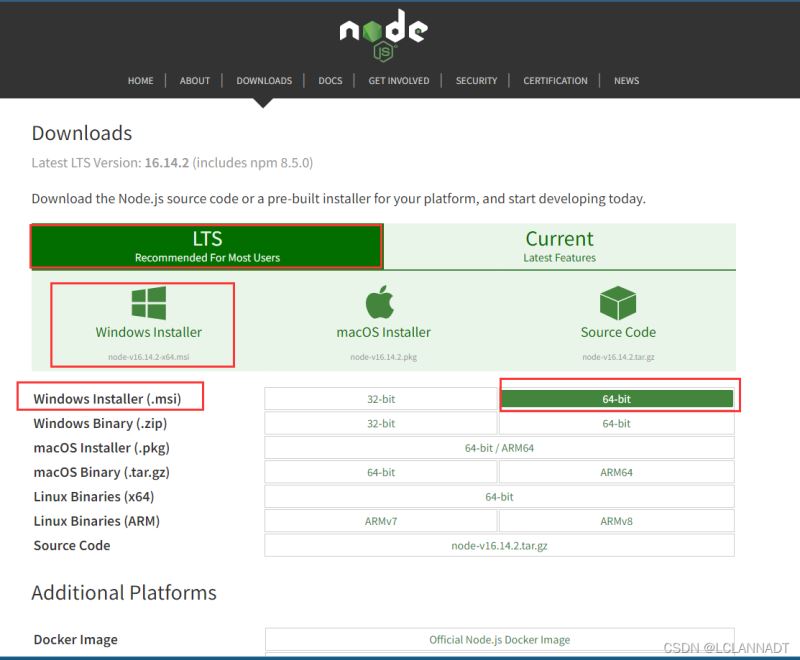 node
JS
HOME ABOUT DOWNLOADS DOCS GET INVOLVED SECURITY CERTIFICATION NEWS
Downloads
Latest LTS Version: 16.14.2 (includes npm 8.5.0)
Download the Node.js source code or a pre-built installer for your platform, and start developing today.
LTS
Recommended For Most Users
Current
Latest Features
Windows Installer
node-v16.14.2-x64.msi
macOS Installer
node-v16.14.2.pkg
Source Code
node-v16.14.2.tar.gz
Windows Installer (.msi) 32-bit 64-bit
Windows Binary (.zip) 32-bit 64-bit
macOS Installer (.pkg) 64-bit / ARM64
macOS Binary (.tar.gz) 64-bit ARM64
Linux Binaries (x64) 64-bit
Linux Binaries (ARM) ARMv7 ARMv8
Source Code node-v16.14.2.tar.gz
Additional Platforms
Docker Image Official Node.js Docker Image
CSDN @LCLANNADT